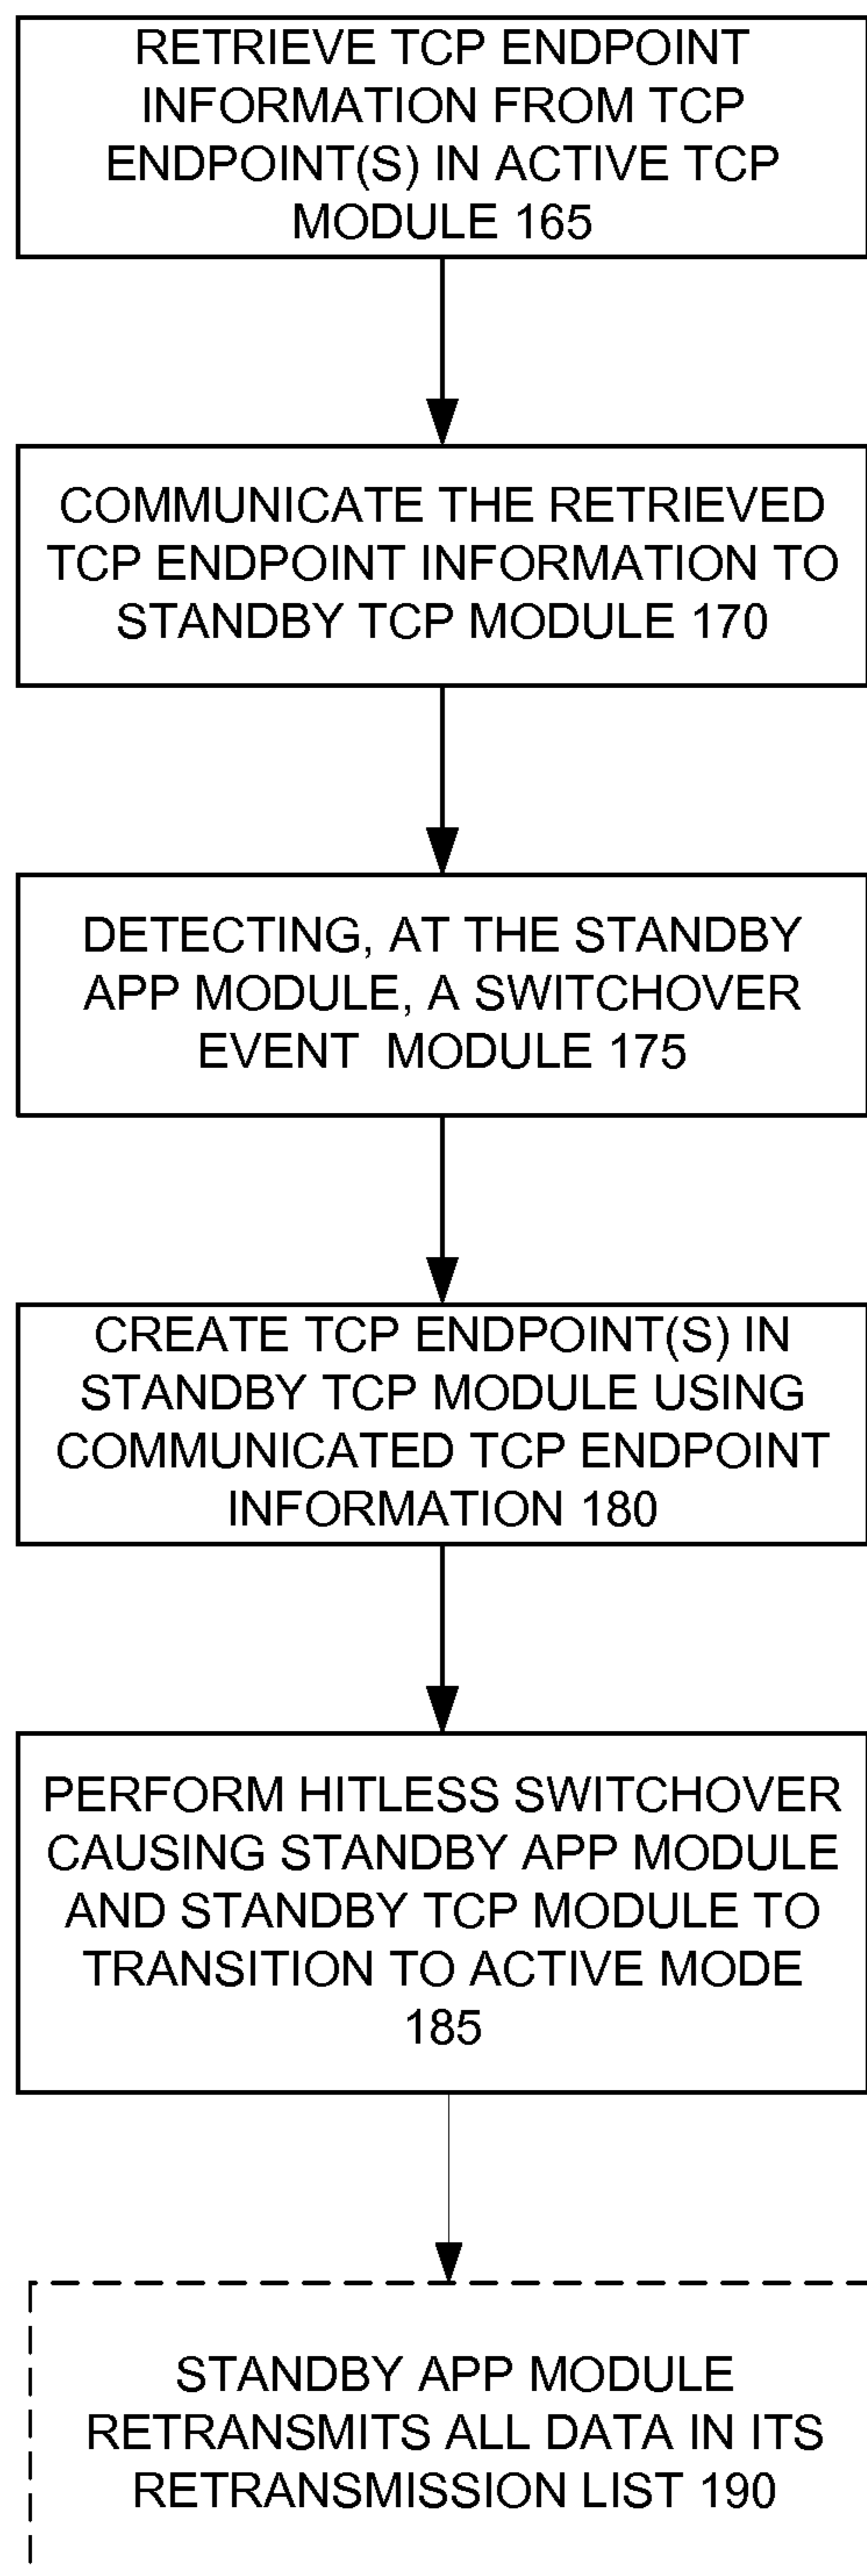 RETRIEVE TCP ENDPOINT
INFORMATION FROM TCP
ENDPOINT(S) IN ACTIVE TCP
MODULE 165
COMMUNICATE THE RETRIEVED
TCP ENDPOINT INFORMATION TO
STANDBY TCP MODULE 170
DETECTING, AT THE STANDBY
APP MODULE, A SWITCHOVER
EVENT MODULE 175
CREATE TCP ENDPOINT(S) IN
STANDBY TCP MODULE USING
COMMUNICATED TCP ENDPOINT
INFORMATION 180
PERFORM HITLESS SWITCHOVER
CAUSING STANDBY APP MODULE
AND STANDBY TCP MODULE TO
TRANSITION TO ACTIVE MODE
185
STANDBY APP MODULE
RETRANSMITS ALL DATA IN ITS
RETRANSMISSION LIST 190